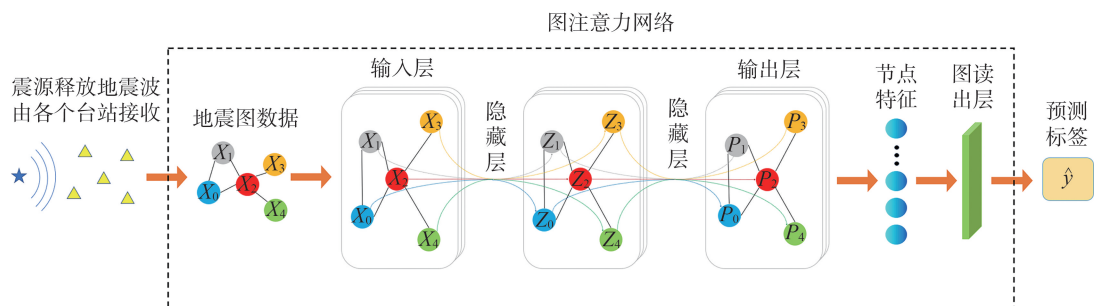 图注意力网络
震源释放地震波
由各个台站接收
地震图数据
X1
X0
X2
X3
X4
输入层
X1
X3
X2
X0
X4
隐
藏
层
Z1
Z3
Z2
Z0
Z4
隐
藏
层
输出层
P1
P3
P2
P0
P4
节点
特征
图读
出层
预测
标签
ŷ